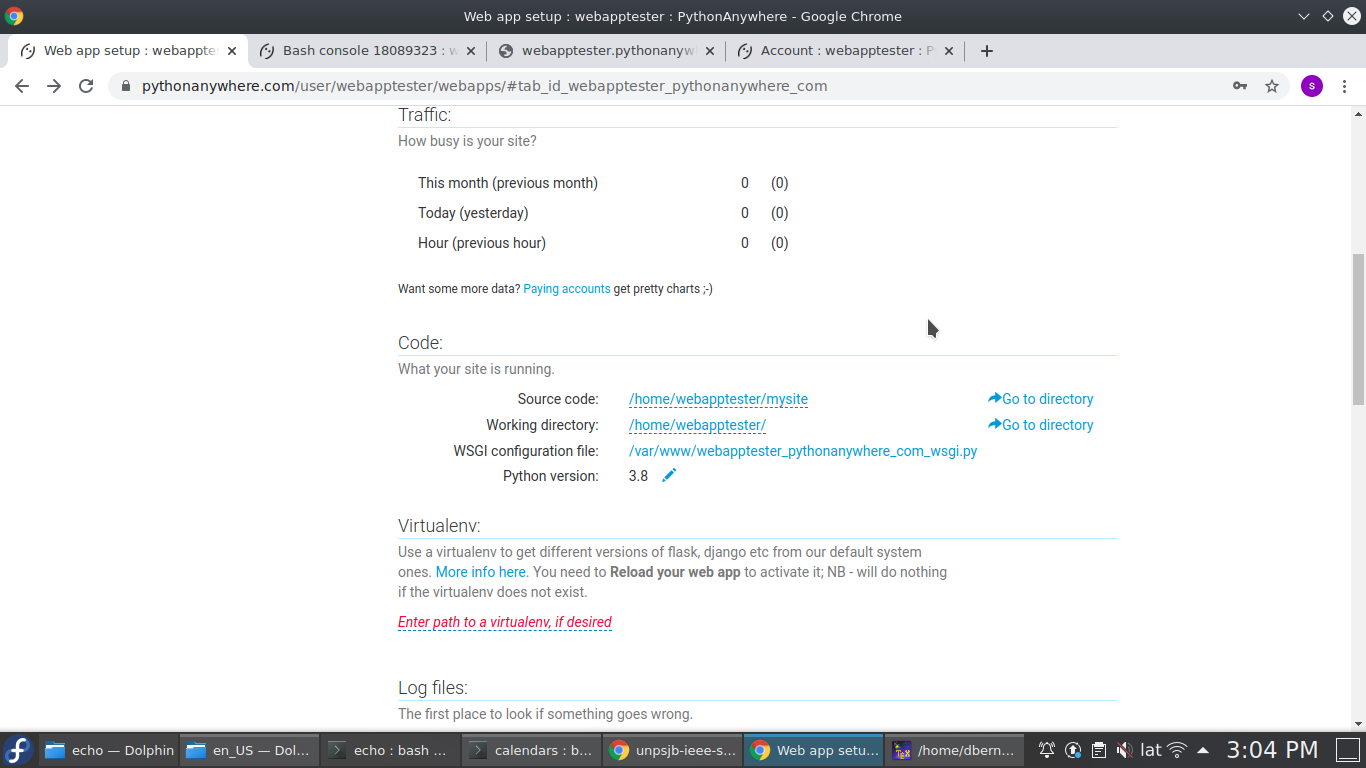 Web app setup : webapptester : PythonAnywhere - Google Chrome
Web app setup : webappte
Bash console 18089323 : w
webapptester.pythonanyw
Account : webapptester : P
pythonanywhere.com/user/webapptester/webapps/#tab_id_webapptester_pythonanywhere_com
s
Traffic:
How busy is your site?
This month (previous month) 0 (0)
Today (yesterday) 0 (0)
Hour (previous hour) 0 (0)
Want some more data? Paying accounts get pretty charts ;-)
Code:
What your site is running.
Source code: /home/webapptester/mysite Go to directory
Working directory: /home/webapptester/ Go to directory
WSGI configuration file: /var/www/webapptester_pythonanywhere_com_wsgi.py
Python version: 3.8
Virtualenv:
Use a virtualenv to get different versions of flask, django etc from our default system
ones. More info here. You need to Reload your web app to activate it; NB - will do nothing
if the virtualenv does not exist.
Enter path to a virtualenv, if desired
Log files:
The first place to look if something goes wrong.
echo — Dolphin
en_US — Dol...
echo : bash ...
calendars : b...
unpsjb-ieee-s...
Web app setu...
/home/dbern...
lat
3:04 PM